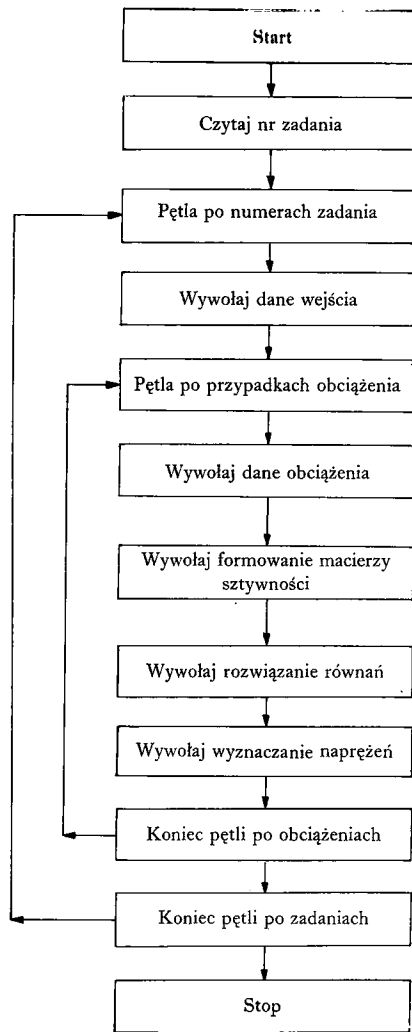 Start
Czytaj nr zadania
Pętla po numerach zadania
Wywołaj dane wejścia
Pętla po przypadkach obciążenia
Wywołaj dane obciążenia
Wywołaj formowanie macierzy
sztywności
Wywołaj rozwiązanie równań
Wywołaj wyznaczanie naprężeń
Koniec pętli po obciążeniach
Koniec pętli po zadaniach
Stop